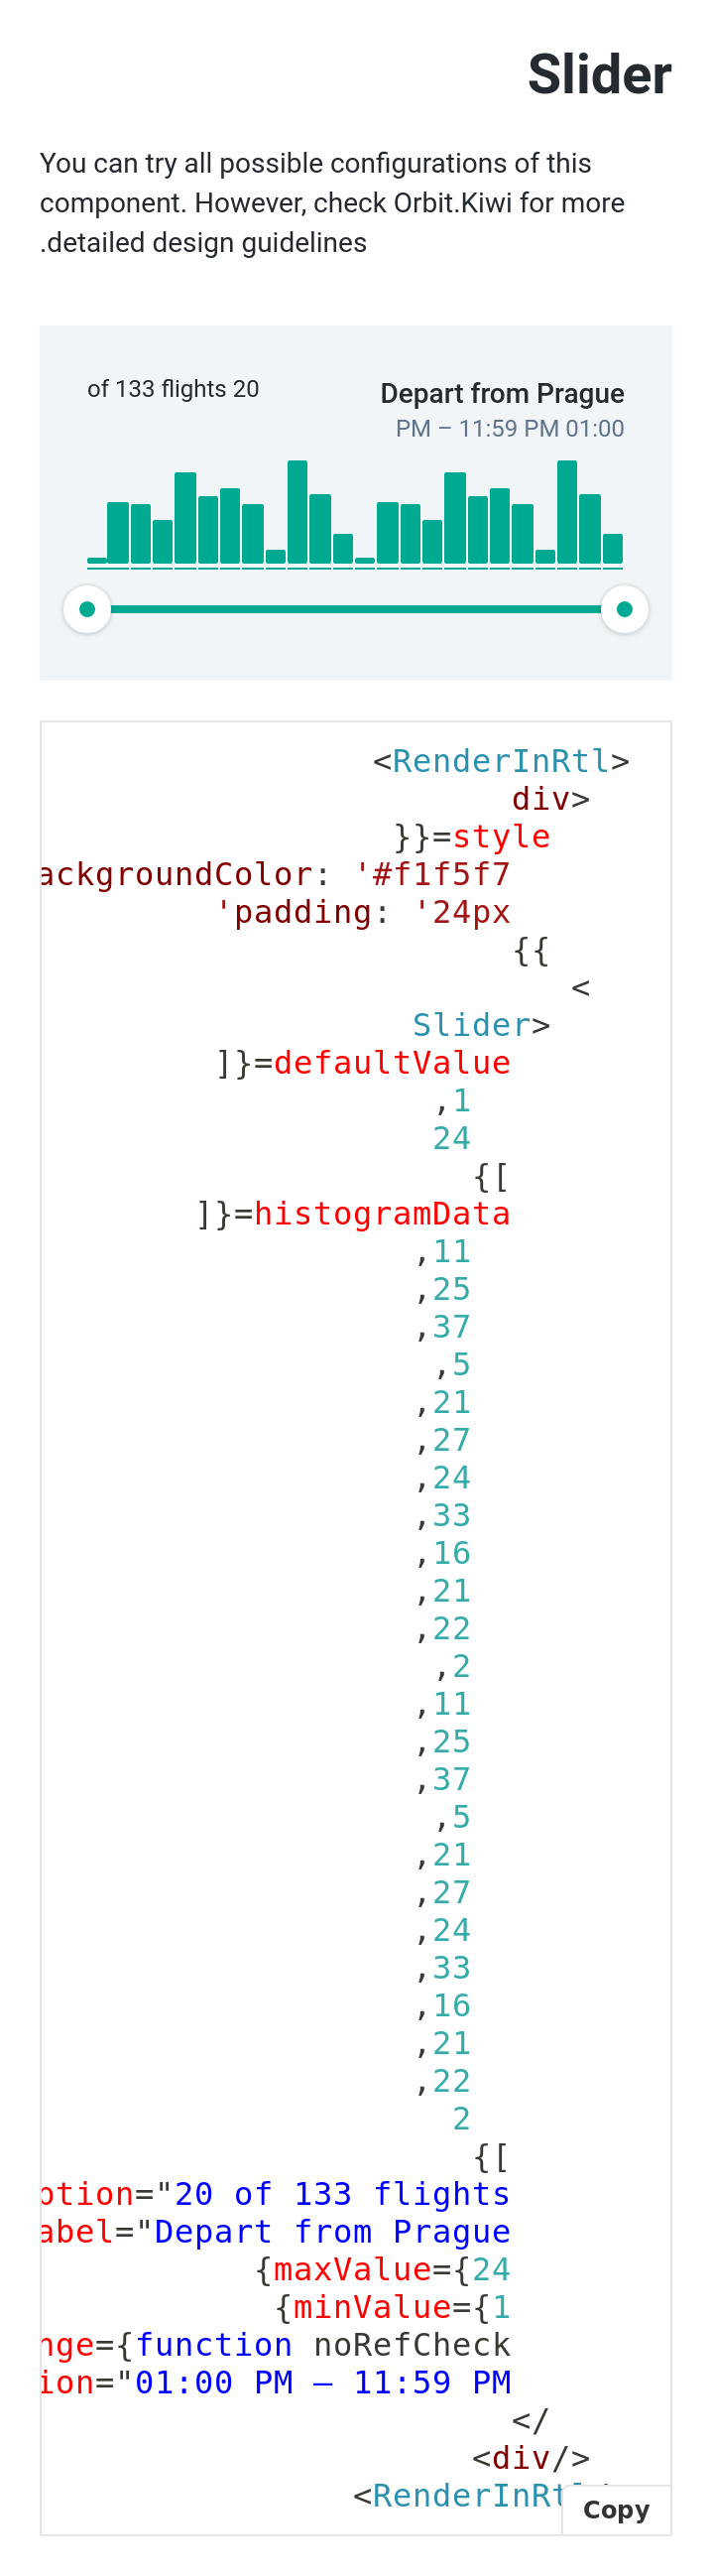 Slider
You can try all possible configurations of this
component. However, check Orbit.Kiwi for more
.detailed design guidelines
of 133 flights 20
Depart from Prague
PM – 11:59 PM 01:00
<RenderInRtl>
div>
}}=style
ackgroundColor: '#f1f5f7
'padding: '24px
{{
<
Slider>
]}=defaultValue
,1
24
{[
]}=histogramData
,11
,25
,37
,5
,21
,27
,24
,33
,16
,21
,22
,2
,11
,25
,37
,5
,21
,27
,24
,33
,16
,21
,22
2
{[
ption="20 of 133 flights
abel="Depart from Prague
{maxValue={24
{minValue={1
nge={function noRefCheck
ion="01:00 PM – 11:59 PM
</
<div/>
<RenderInRt
Copy